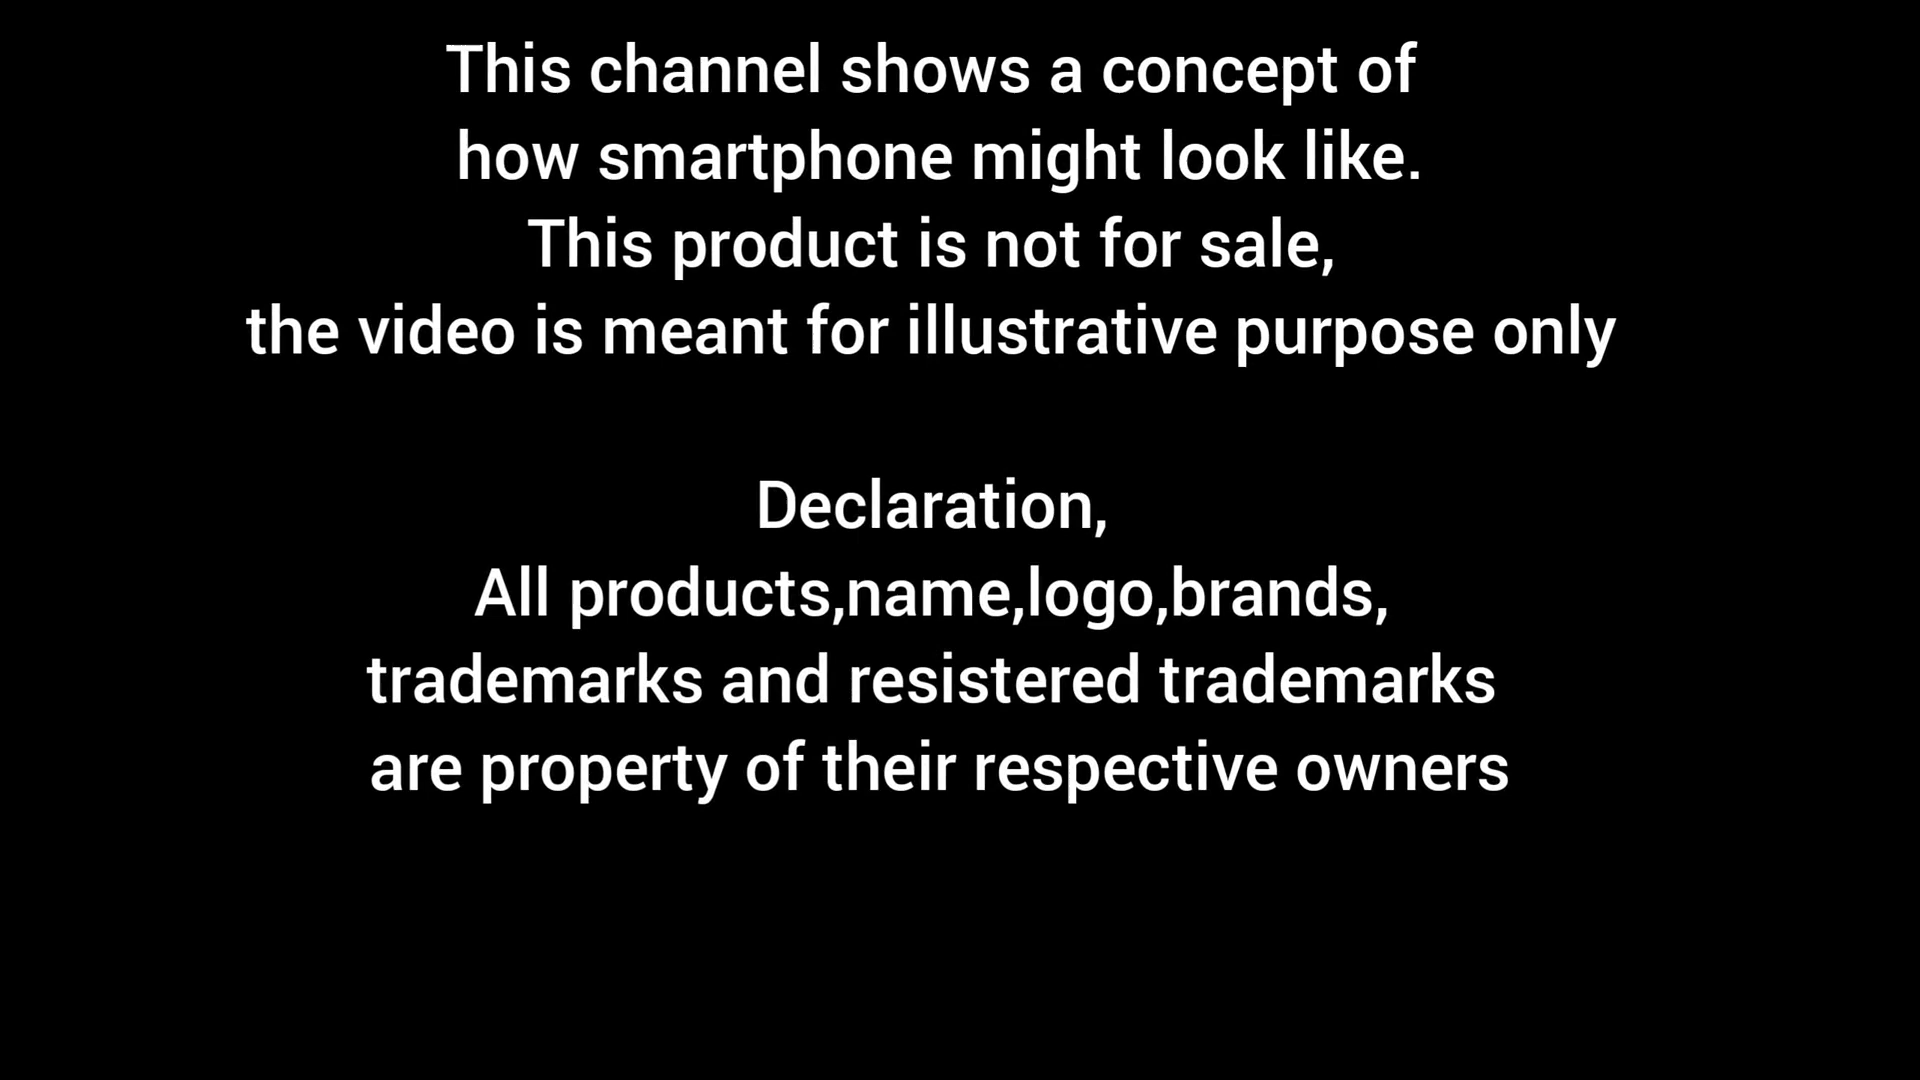 This channel shows a concept of
how smartphone might look like.
This product is not for sale,
the video is meant for illustrative purpose only
Declaration,
All products,name,logo,brands,
trademarks and resistered trademarks
are property of their respective owners